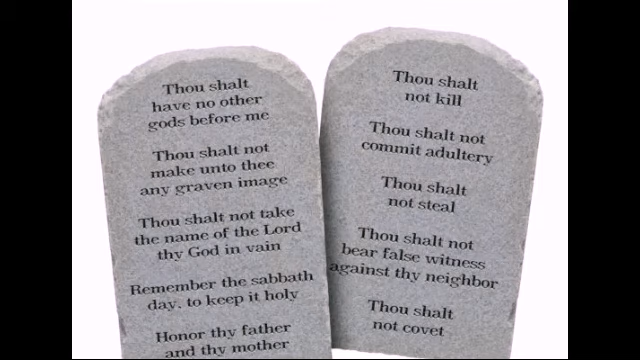 Thou shalt
have no other
gods before me
Thou shalt not
make unto thee
any graven image
Thou shalt not take
the name of the Lord
thy God in vain
Remember the sabbath
day, to keep it holy
Honor thy father
and thy mother
Thou shalt
not kill
Thou shalt not
commit adultery
Thou shalt
not steal
Thou shalt not
bear false witness
against thy neighbor
Thou shalt
not covet